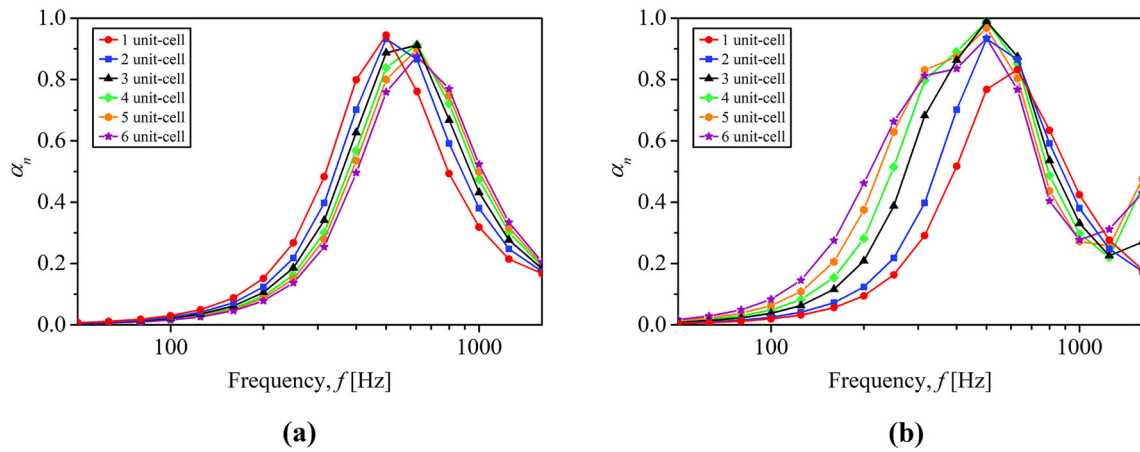 1.0
0.8
0.6
0.4
0.2
0.0
αn
1 unit-cell
2 unit-cell
3 unit-cell
4 unit-cell
5 unit-cell
6 unit-cell
100
1000
Frequency, f [Hz]
(a)
1.0
0.8
0.6
0.4
0.2
0.0
αn
1 unit-cell
2 unit-cell
3 unit-cell
4 unit-cell
5 unit-cell
6 unit-cell
100
1000
Frequency, f [Hz]
(b)